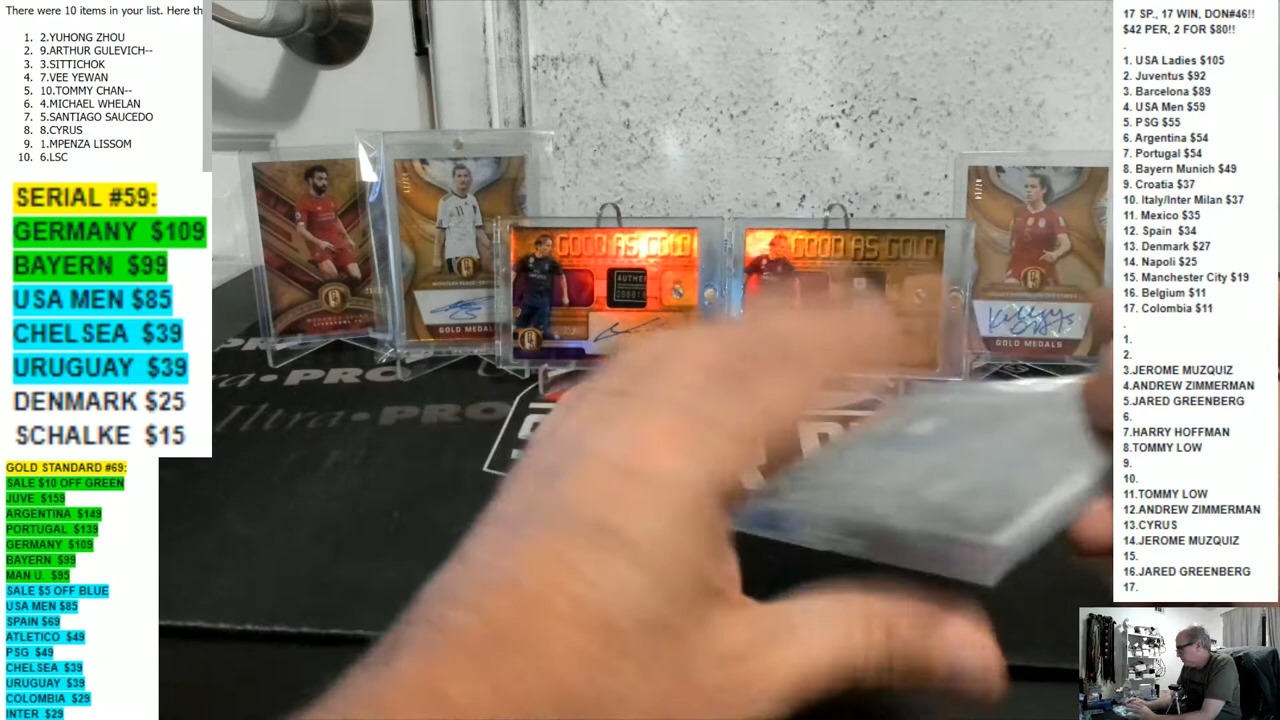 There were 10 items in your list. Here th
1. 2.YUHONG ZHOU
2. 9.ARTHUR GULEVICH--
3. 3.SITTICHOK
4. 7.VEE YEWAN
5. 10.TOMMY CHAN--
6. 4.MICHAEL WHELAN
7. 5.SANTIAGO SAUCEDO
8. 8.CYRUS
9. 1.MPENZA LISSOM
10. 6.LSC
SERIAL #59:
GERMANY $109
BAYERN $99
USA MEN $85
CHELSEA $39
URUGUAY $39
DENMARK $25
SCHALKE $15
GOLD STANDARD #69:
SALE $10 OFF GREEN
JUVE $159
ARGENTINA $149
PORTUGAL $139
GERMANY $109
BAYERN $99
MAN U. $95
SALE $5 OFF BLUE
USA MEN $85
SPAIN $69
ATLETICO $49
PSG $49
CHELSEA $39
URUGUAY $39
COLOMBIA $29
INTER $29
GOLD MEDALS
GOOD AS GOLD
GOOD AS GOLD
GOLD MEDALS
PRO
Ultra PRO
17 SP., 17 WIN, DON#46!!
$42 PER, 2 FOR $80!!
.
1. USA Ladies $105
2. Juventus $92
3. Barcelona $89
4. USA Men $59
5. PSG $55
6. Argentina $54
7. Portugal $54
8. Bayern Munich $49
9. Croatia $37
10. Italy/Inter Milan $37
11. Mexico $35
12. Spain $34
13. Denmark $27
14. Napoli $25
15. Manchester City $19
16. Belgium $11
17. Colombia $11
.
1.
2.
3.JEROME MUZQUIZ
4.ANDREW ZIMMERMAN
5.JARED GREENBERG
6.
7.HARRY HOFFMAN
8.TOMMY LOW
9.
10.
11.TOMMY LOW
12.ANDREW ZIMMERMAN
13.CYRUS
14.JEROME MUZQUIZ
15.
16.JARED GREENBERG
17.